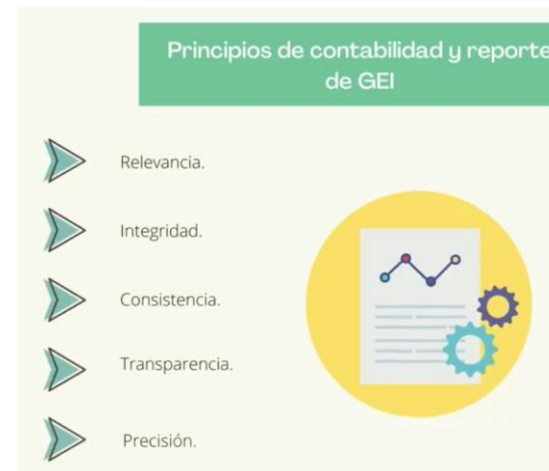 Principios de contabilidad y reporte
de GEI
Relevancia.
Integridad.
Consistencia.
Transparencia.
Precisión.